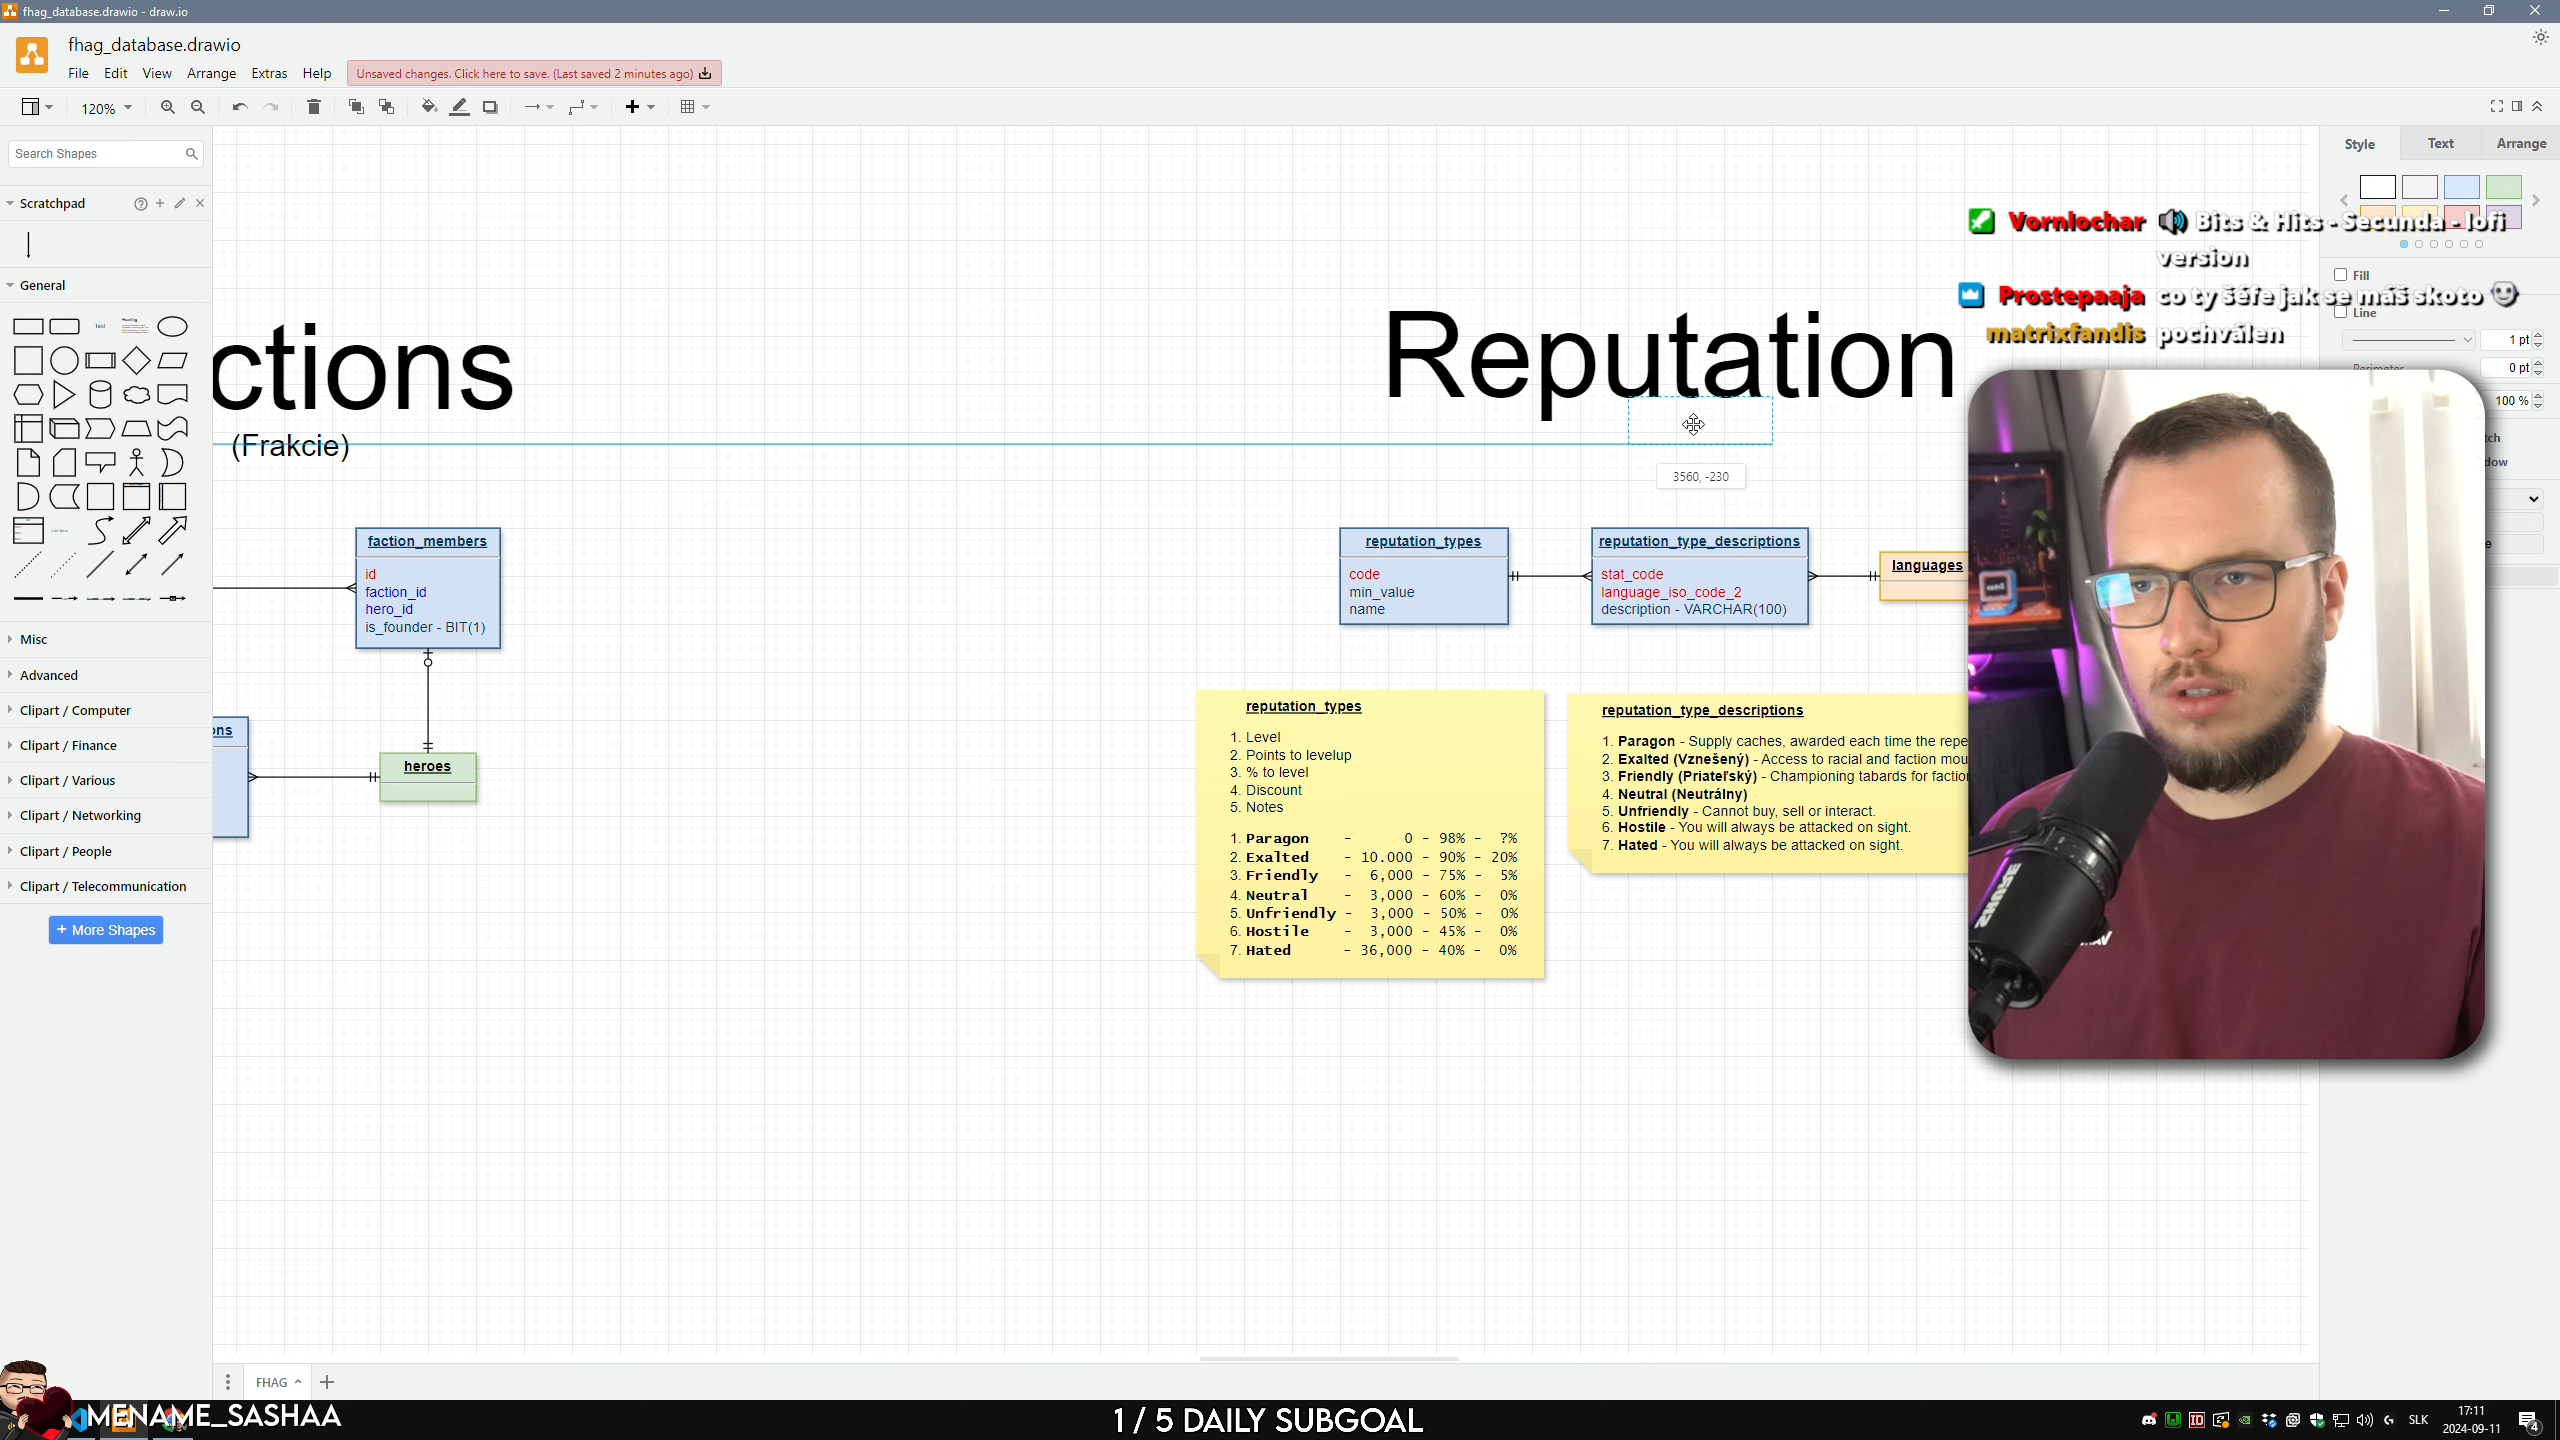 fhag_database.drawio - draw.io
fhag_database.drawio
File Edit View Arrange Extras Help
Unsaved changes. Click here to save. (Last saved 2 minutes ago)
120%
Search Shapes
Scratchpad
General
Text
Heading
Misc
Advanced
Clipart / Computer
Clipart / Finance
Clipart / Various
Clipart / Networking
Clipart / People
Clipart / Telecommunication
+ More Shapes
ctions
(Frakcie)
faction_members
id
faction_id
hero_id
is_founder - BIT(1)
ons
heroes
Reputation
3560, -230
reputation_types
code
min_value
name
reputation_type_descriptions
stat_code
language_iso_code_2
description - VARCHAR(100)
languages
reputation_types
1. Level
2. Points to levelup
3. % to level
4. Discount
5. Notes
1. Paragon - 0 - 98% - ?%
2. Exalted - 10.000 - 90% - 20%
3. Friendly - 6,000 - 75% - 5%
4. Neutral - 3,000 - 60% - 0%
5. Unfriendly - 3,000 - 50% - 0%
6. Hostile - 3,000 - 45% - 0%
7. Hated - 36,000 - 40% - 0%
reputation_type_descriptions
1. Paragon - Supply caches, awarded each time the repe
2. Exalted (Vznešený) - Access to racial and faction mou
3. Friendly (Priateľský) - Championing tabards for faction
4. Neutral (Neutrálny)
5. Unfriendly - Cannot buy, sell or interact.
6. Hostile - You will always be attacked on sight.
7. Hated - You will always be attacked on sight.
Style Text Arrange
Vornlochar Bits & Hits - Secunda - lofi
version
Fill
Prostepaaja co ty šéfe jak se máš skoto
Line
matrixfandis pochválen
1 pt
Perimeter 0 pt
100 %
tch
dow
e
FHAG
MENAME_SASHAA
1 / 5 DAILY SUBGOAL
SLK
17:11
2024-09-11
4